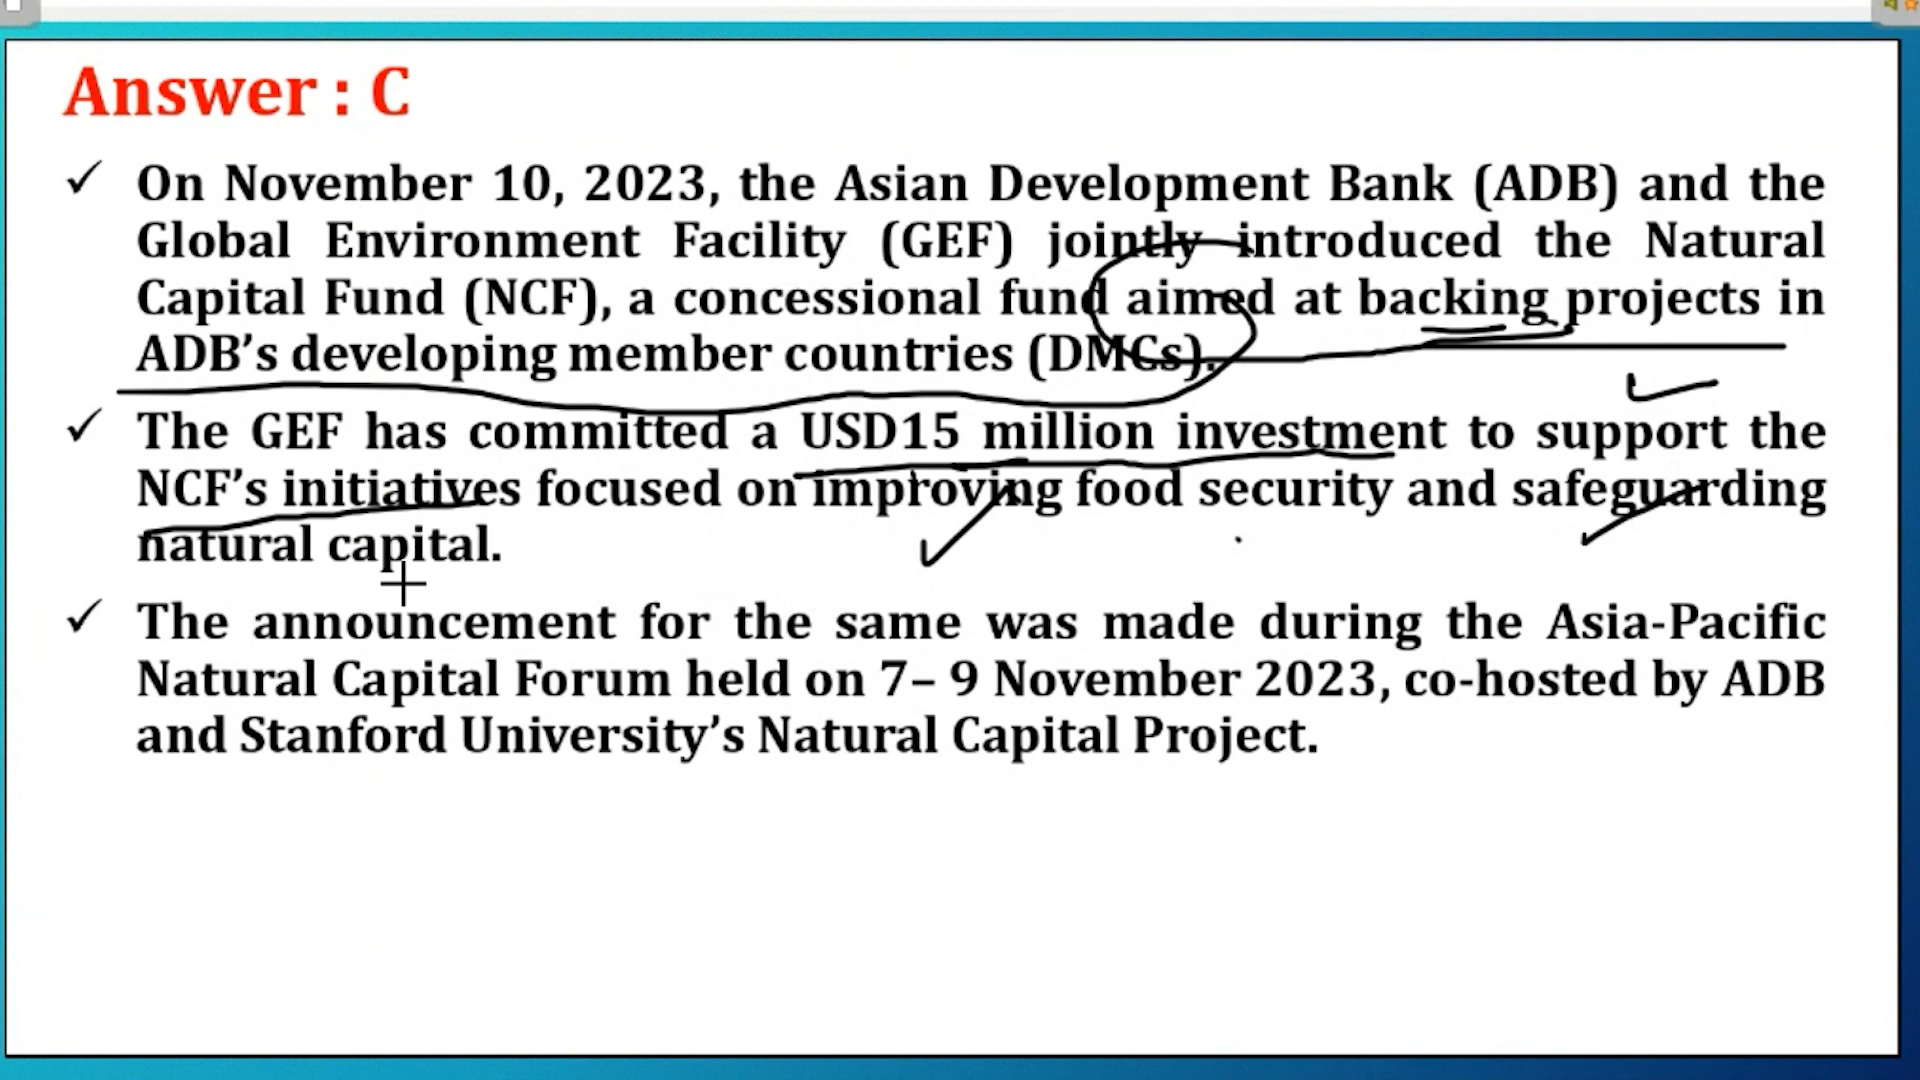 Answer : C
On November 10, 2023, the Asian Development Bank (ADB) and the
Global Environment Facility (GEF) jointly introduced the Natural
Capital Fund (NCF), a concessional fund aimed at backing projects in
ADB’s developing member countries (DMCs).
The GEF has committed a USD15 million investment to support the
NCF’s initiatives focused on improving food security and safeguarding
natural capital.
The announcement for the same was made during the Asia-Pacific
Natural Capital Forum held on 7– 9 November 2023, co-hosted by ADB
and Stanford University’s Natural Capital Project.